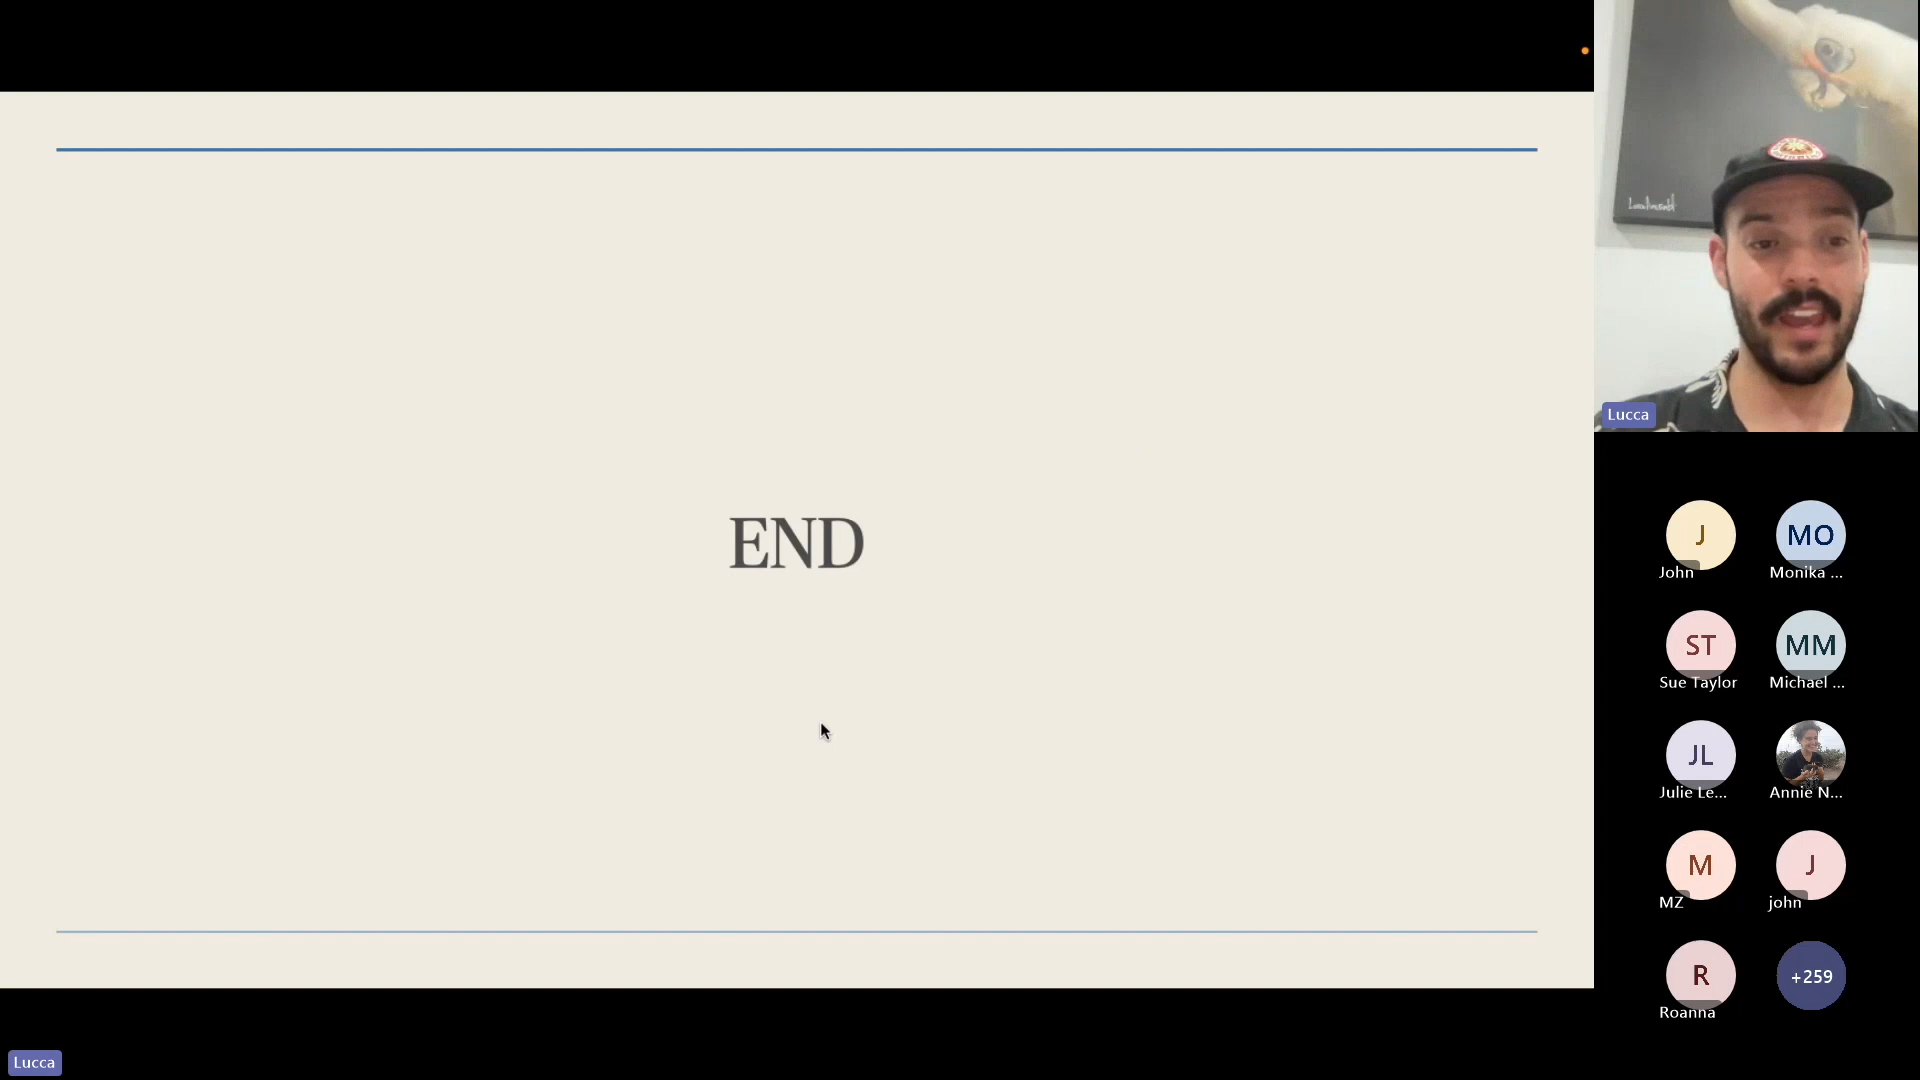 END
Lucca
J
John
MO
Monika ...
ST
Sue Taylor
MM
Michael ...
JL
Julie Le...
Annie N...
M
MZ
J
john
R
Roanna
+259
Lucca